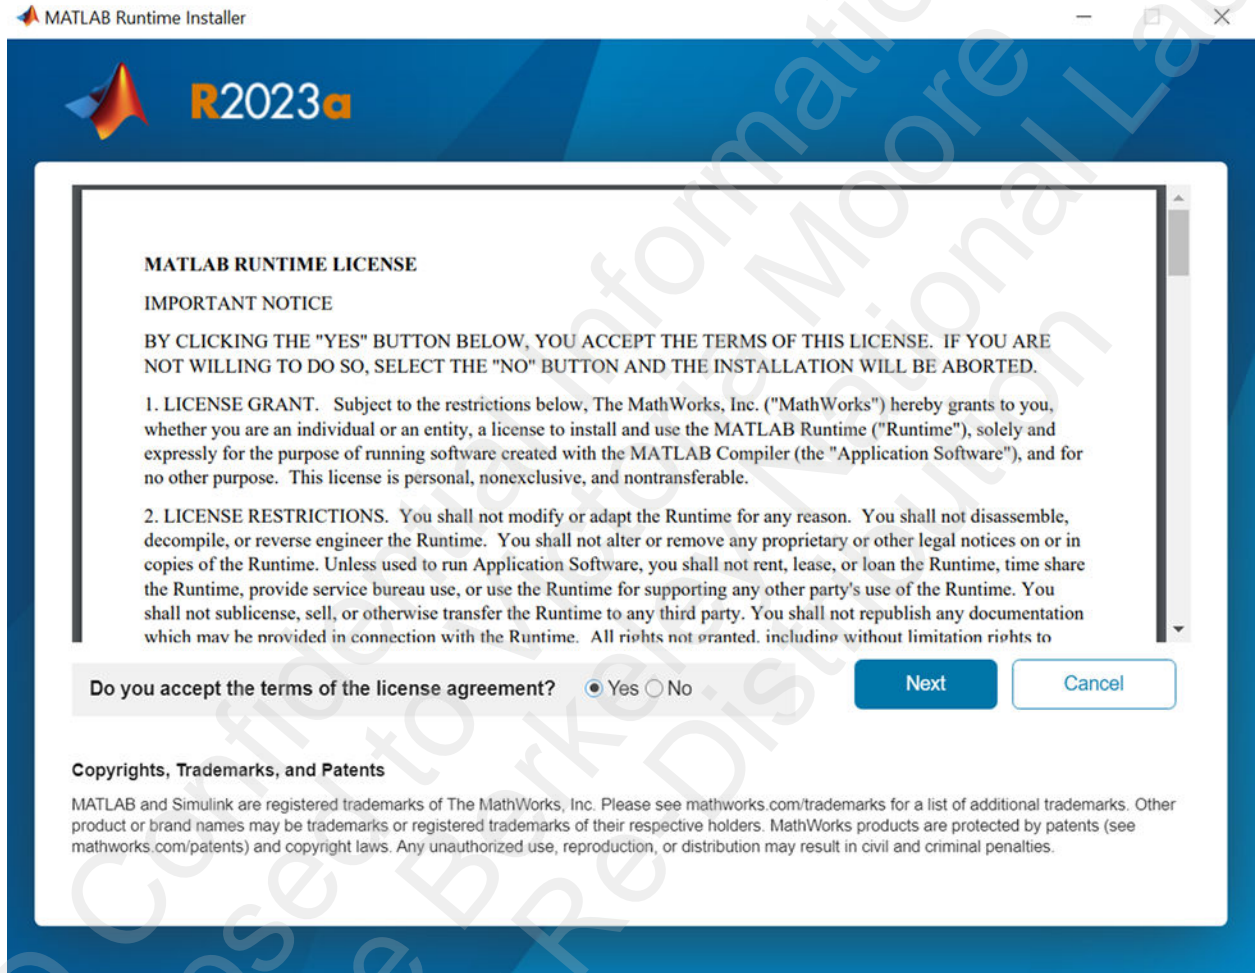 MATLAB Runtime Installer
R2023a
MATLAB RUNTIME LICENSE
IMPORTANT NOTICE
BY CLICKING THE "YES" BUTTON BELOW, YOU ACCEPT THE TERMS OF THIS LICENSE.  IF YOU ARE
NOT WILLING TO DO SO, SELECT THE "NO" BUTTON AND THE INSTALLATION WILL BE ABORTED.
1. LICENSE GRANT.   Subject to the restrictions below, The MathWorks, Inc. ("MathWorks") hereby grants to you,
whether you are an individual or an entity, a license to install and use the MATLAB Runtime ("Runtime"), solely and
expressly for the purpose of running software created with the MATLAB Compiler (the "Application Software"), and for
no other purpose.  This license is personal, nonexclusive, and nontransferable.
2. LICENSE RESTRICTIONS.  You shall not modify or adapt the Runtime for any reason.  You shall not disassemble,
decompile, or reverse engineer the Runtime.  You shall not alter or remove any proprietary or other legal notices on or in
copies of the Runtime. Unless used to run Application Software, you shall not rent, lease, or loan the Runtime, time share
the Runtime, provide service bureau use, or use the Runtime for supporting any other party's use of the Runtime. You
shall not sublicense, sell, or otherwise transfer the Runtime to any third party. You shall not republish any documentation
which may be provided in connection with the Runtime.  All rights not granted, including without limitation rights to
Do you accept the terms of the license agreement? Yes No
Next Cancel
Copyrights, Trademarks, and Patents
MATLAB and Simulink are registered trademarks of The MathWorks, Inc. Please see mathworks.com/trademarks for a list of additional trademarks. Other
product or brand names may be trademarks or registered trademarks of their respective holders. MathWorks products are protected by patents (see
mathworks.com/patents) and copyright laws. Any unauthorized use, reproduction, or distribution may result in civil and criminal penalties.
Confidential Information
to Victoria Moore
Berkeley National
Re-Distribution